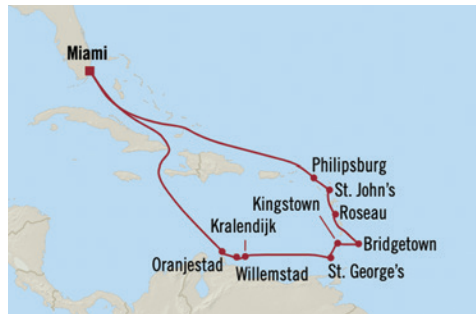 Miami
Philipsburg
St. John's
Kingstown
Roseau
Kralendijk
Bridgetown
Oranjestad
Willemstad
St. George's